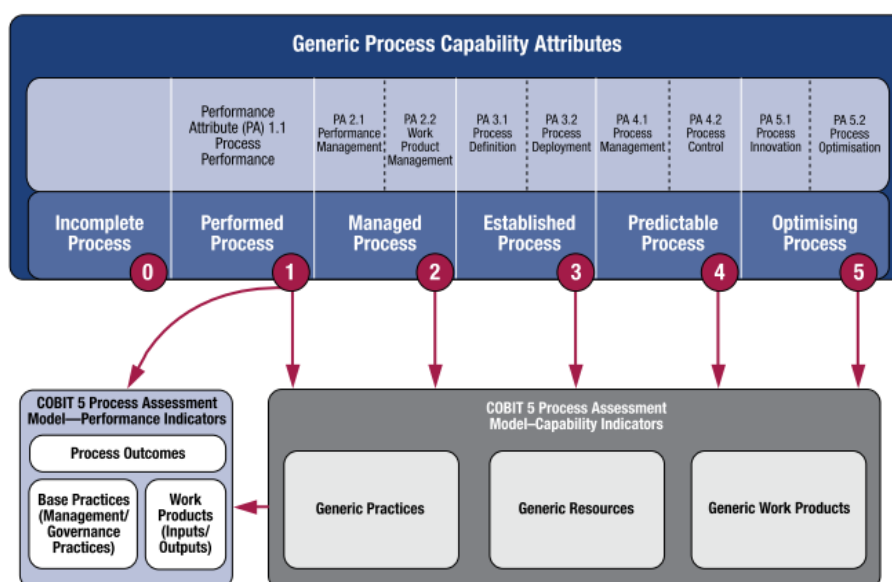 Generic Process Capability Attributes
Performance
Attribute (PA) 1.1
Process
Performance
PA 2.1
Performance
Management
PA 2.2
Work
Product
Management
PA 3.1
Process
Definition
PA 3.2
Process
Deployment
PA 4.1
Process
Management
PA 4.2
Process
Control
PA 5.1
Process
Innovation
PA 5.2
Process
Optimisation
Incomplete
Process
0
Performed
Process
1
Managed
Process
2
Established
Process
3
Predictable
Process
4
Optimising
Process
5
COBIT 5 Process Assessment
Model—Performance Indicators
Process Outcomes
Base Practices
(Management/
Governance
Practices)
Work
Products
(Inputs/
Outputs)
COBIT 5 Process Assessment
Model–Capability Indicators
Generic Practices
Generic Resources
Generic Work Products